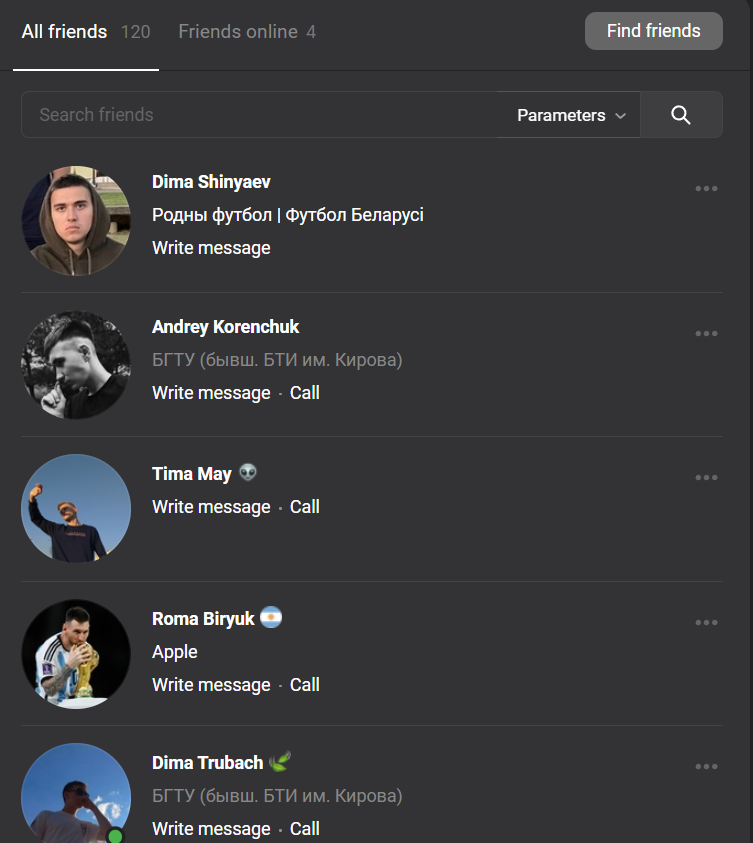 All friends 120 Friends online 4 Find friends
Search friends Parameters
Dima Shinyaev
Родны футбол | Футбол Беларусі
Write message
Andrey Korenchuk
БГТУ (бывш. БТИ им. Кирова)
Write message · Call
Tima May 👽
Write message · Call
Roma Biryuk 🇦🇷
Apple
Write message · Call
Dima Trubach 🌿
БГТУ (бывш. БТИ им. Кирова)
Write message · Call